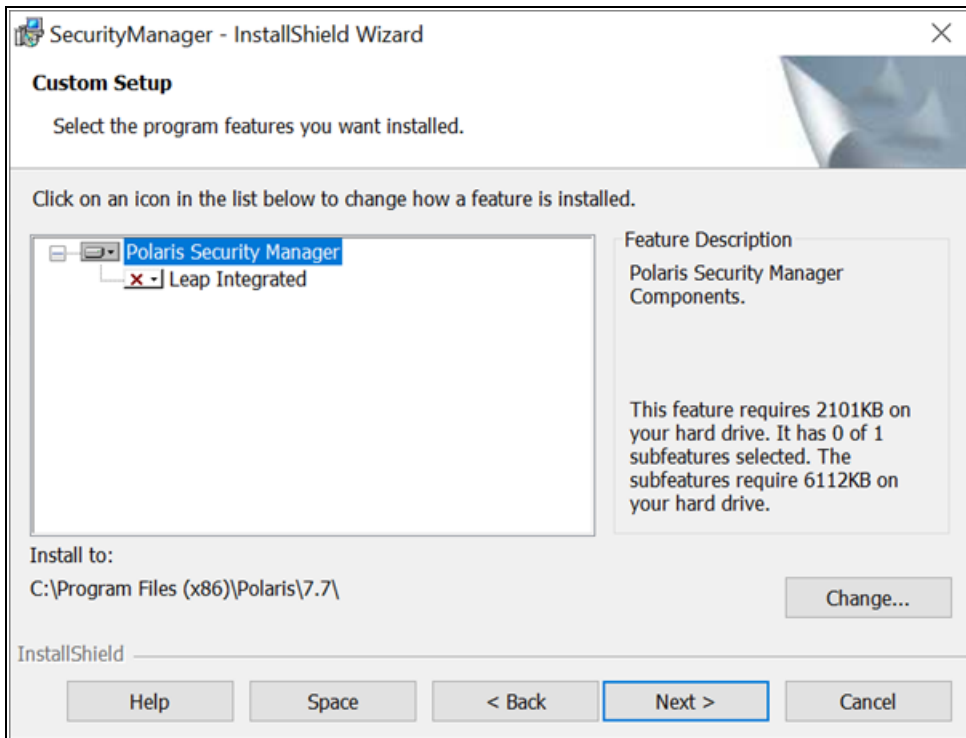 SecurityManager - InstallShield Wizard
Custom Setup
Select the program features you want installed.
Click on an icon in the list below to change how a feature is installed.
Polaris Security Manager
Leap Integrated
Feature Description
Polaris Security Manager
Components.
This feature requires 2101KB on
your hard drive. It has 0 of 1
subfeatures selected. The
subfeatures require 6112KB on
your hard drive.
Install to:
C:\Program Files (x86)\Polaris\7.7\
Change...
InstallShield
Help
Space
< Back
Next >
Cancel